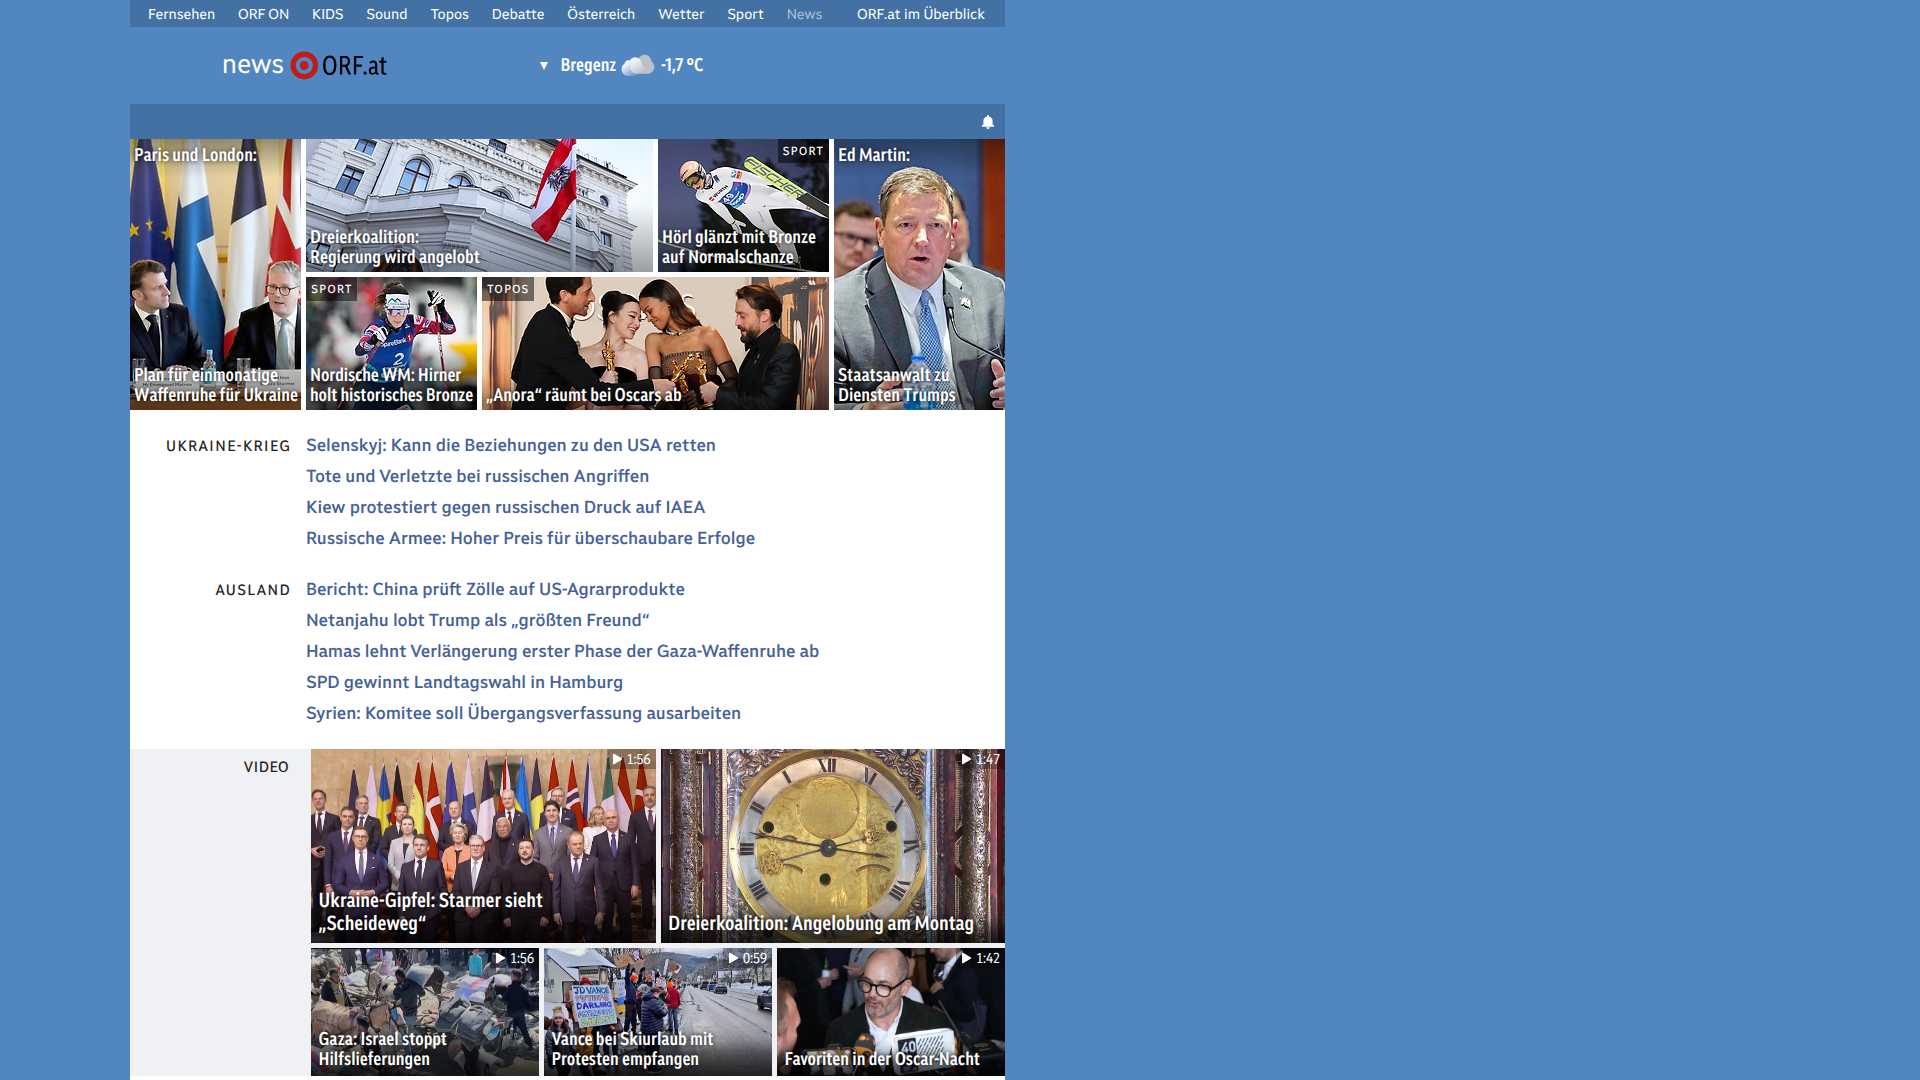 Fernsehen ORF ON KIDS Sound Topos Debatte Österreich Wetter Sport News ORF.at im Überblick
news ORF.at
Bregenz -1,7 °C
Paris und London:
Plan für einmonatige
Waffenruhe für Ukraine
Dreierkoalition:
Regierung wird angelobt
SPORT
Hörl glänzt mit Bronze
auf Normalschanze
Ed Martin:
Staatsanwalt zu
Diensten Trumps
SPORT
Nordische WM: Hirner
holt historisches Bronze
TOPOS
„Anora“ räumt bei Oscars ab
UKRAINE-KRIEG
Selenskyj: Kann die Beziehungen zu den USA retten
Tote und Verletzte bei russischen Angriffen
Kiew protestiert gegen russischen Druck auf IAEA
Russische Armee: Hoher Preis für überschaubare Erfolge
AUSLAND
Bericht: China prüft Zölle auf US-Agrarprodukte
Netanjahu lobt Trump als „größten Freund“
Hamas lehnt Verlängerung erster Phase der Gaza-Waffenruhe ab
SPD gewinnt Landtagswahl in Hamburg
Syrien: Komitee soll Übergangsverfassung ausarbeiten
VIDEO
1:56
Ukraine-Gipfel: Starmer sieht
„Scheideweg“
1:47
Dreierkoalition: Angelobung am Montag
1:56
Gaza: Israel stoppt
Hilfslieferungen
0:59
JD VANCE
Vance bei Skiurlaub mit
Protesten empfangen
1:42
40
Favoriten in der Oscar-Nacht